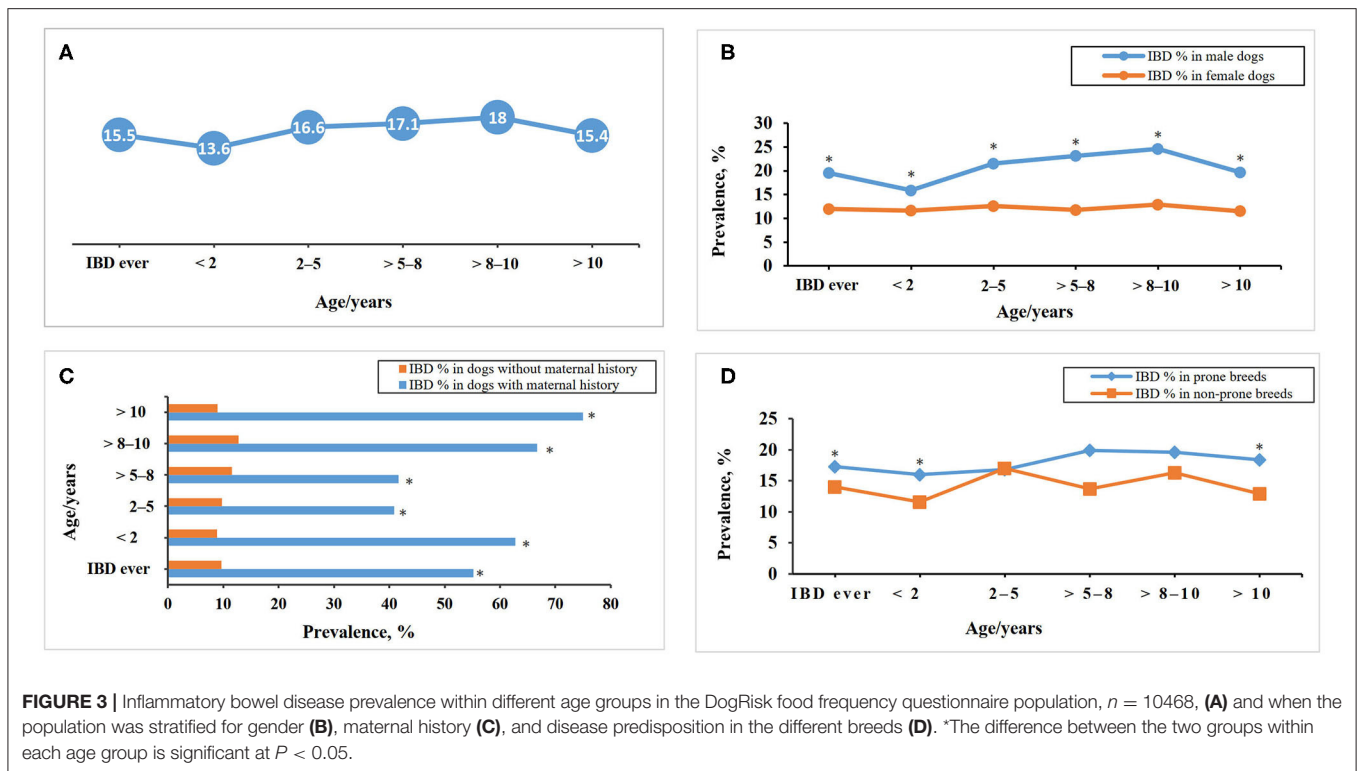 A
15.5
13.6
16.6
17.1
18
15.4
IBD ever
< 2
2–5
> 5–8
> 8–10
> 10
Age/years
B
IBD % in male dogs
IBD % in female dogs
Prevalence, %
30
25
20
15
10
5
0
*
*
*
*
*
*
IBD ever
< 2
2–5
> 5–8
> 8–10
> 10
Age/years
C
IBD % in dogs without maternal history
IBD % in dogs with maternal history
Age/years
> 10
*
> 8–10
*
> 5–8
*
2–5
*
< 2
*
IBD ever
*
0
10
20
30
40
50
60
70
80
Prevalence, %
D
IBD % in prone breeds
IBD % in non-prone breeds
Prevalence, %
25
20
15
10
5
0
*
*
*
IBD ever
< 2
2–5
> 5–8
> 8–10
> 10
Age/years
FIGURE 3 | Inflammatory bowel disease prevalence within different age groups in the DogRisk food frequency questionnaire population, n = 10468, (A) and when the
population was stratified for gender (B), maternal history (C), and disease predisposition in the different breeds (D). *The difference between the two groups within
each age group is significant at P < 0.05.